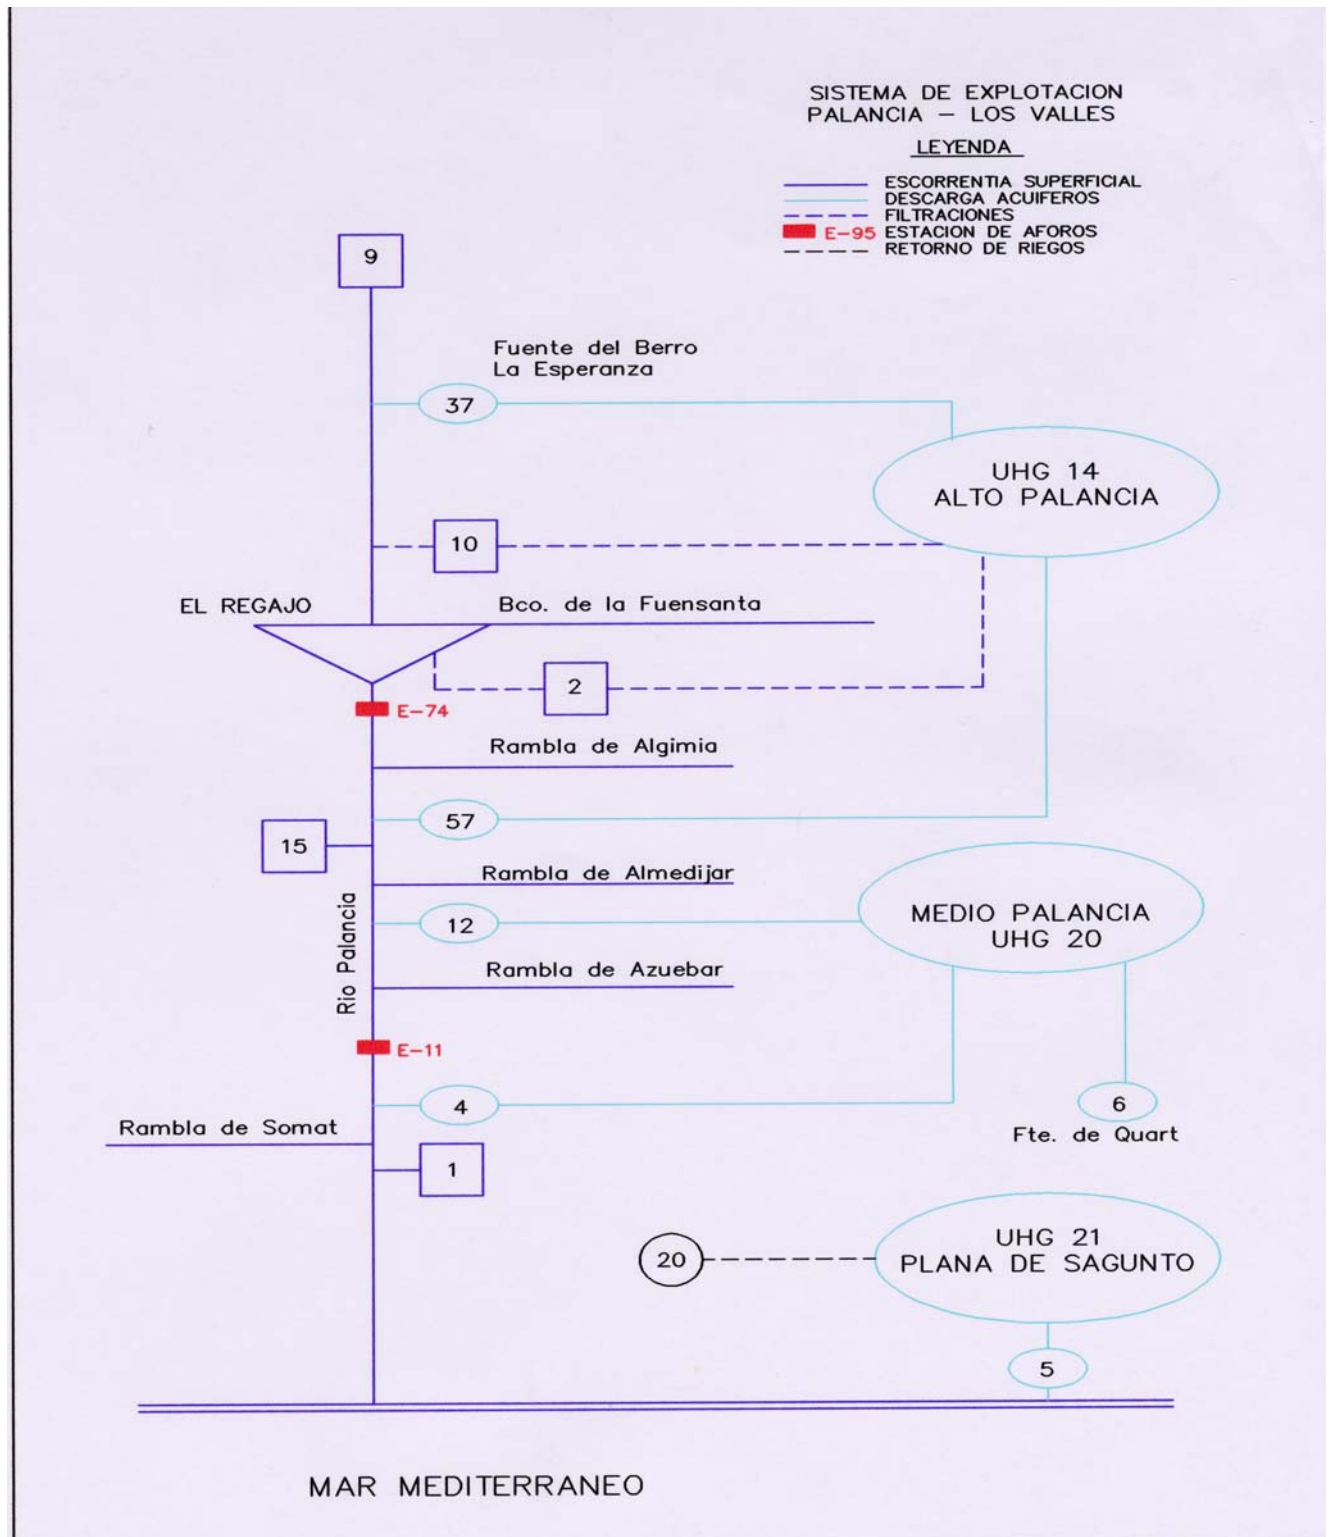 SISTEMA DE EXPLOTACION
PALANCIA – LOS VALLES
LEYENDA
ESCORRENTIA SUPERFICIAL
DESCARGA ACUIFEROS
FILTRACIONES
E-95 ESTACION DE AFOROS
RETORNO DE RIEGOS
9
Fuente del Berro
La Esperanza
37
UHG 14
ALTO PALANCIA
10
EL REGAJO
Bco. de la Fuensanta
2
E-74
Rambla de Algimia
57
15
Rambla de Almedijar
MEDIO PALANCIA
UHG 20
12
Rio Palancia
Rambla de Azuebar
E-11
4
6
Rambla de Somat
Fte. de Quart
1
UHG 21
PLANA DE SAGUNTO
20
5
MAR MEDITERRANEO